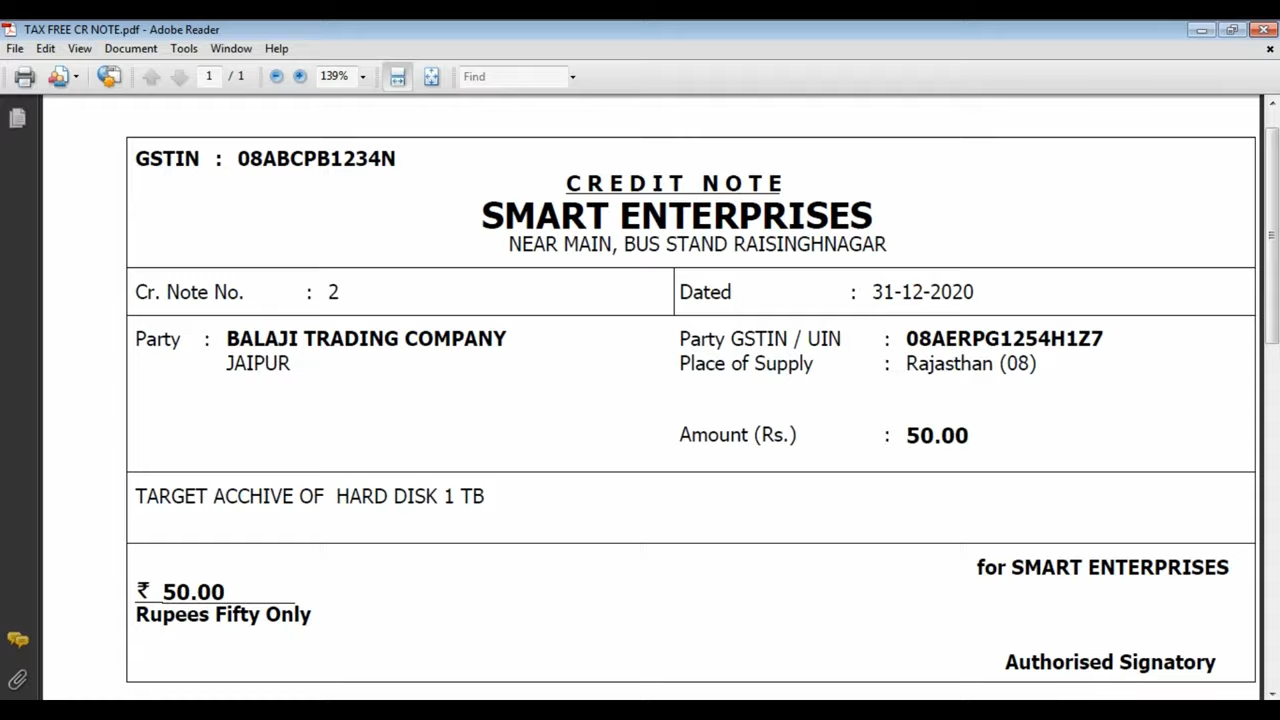 TAX FREE CR NOTE.pdf - Adobe Reader
File Edit View Document Tools Window Help
1 / 1 139% Find
GSTIN : 08ABCPB1234N
CREDIT NOTE
SMART ENTERPRISES
NEAR MAIN, BUS STAND RAISINGHNAGAR
Cr. Note No. : 2 Dated : 31-12-2020
Party : BALAJI TRADING COMPANY Party GSTIN / UIN : 08AERPG1254H1Z7
JAIPUR Place of Supply : Rajasthan (08)
Amount (Rs.) : 50.00
TARGET ACCHIVE OF HARD DISK 1 TB
for SMART ENTERPRISES
₹ 50.00
Rupees Fifty Only
Authorised Signatory